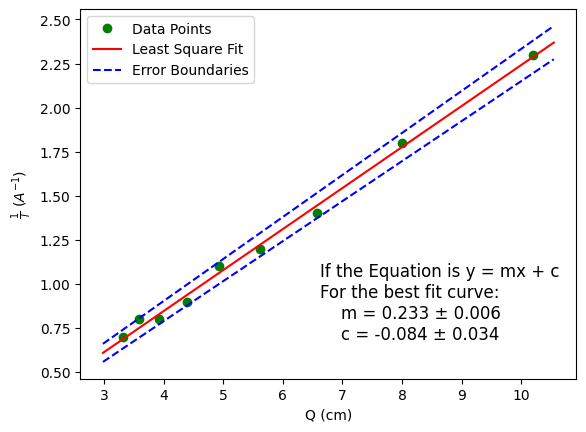 2.50
2.25
2.00
1.75
1.50
1.25
1.00
0.75
0.50
1/I (A⁻¹)
Data Points
Least Square Fit
Error Boundaries
If the Equation is y = mx + c
For the best fit curve:
m = 0.233 ± 0.006
c = -0.084 ± 0.034
3 4 5 6 7 8 9 10
Q (cm)